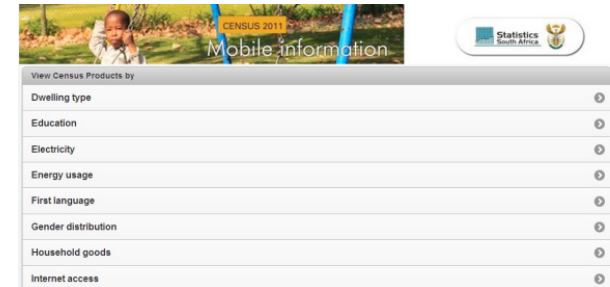 CENSUS 2011
Mobile information
Statistics
South Africa
View Census Products by
Dwelling type
Education
Electricity
Energy usage
First language
Gender distribution
Household goods
Internet access